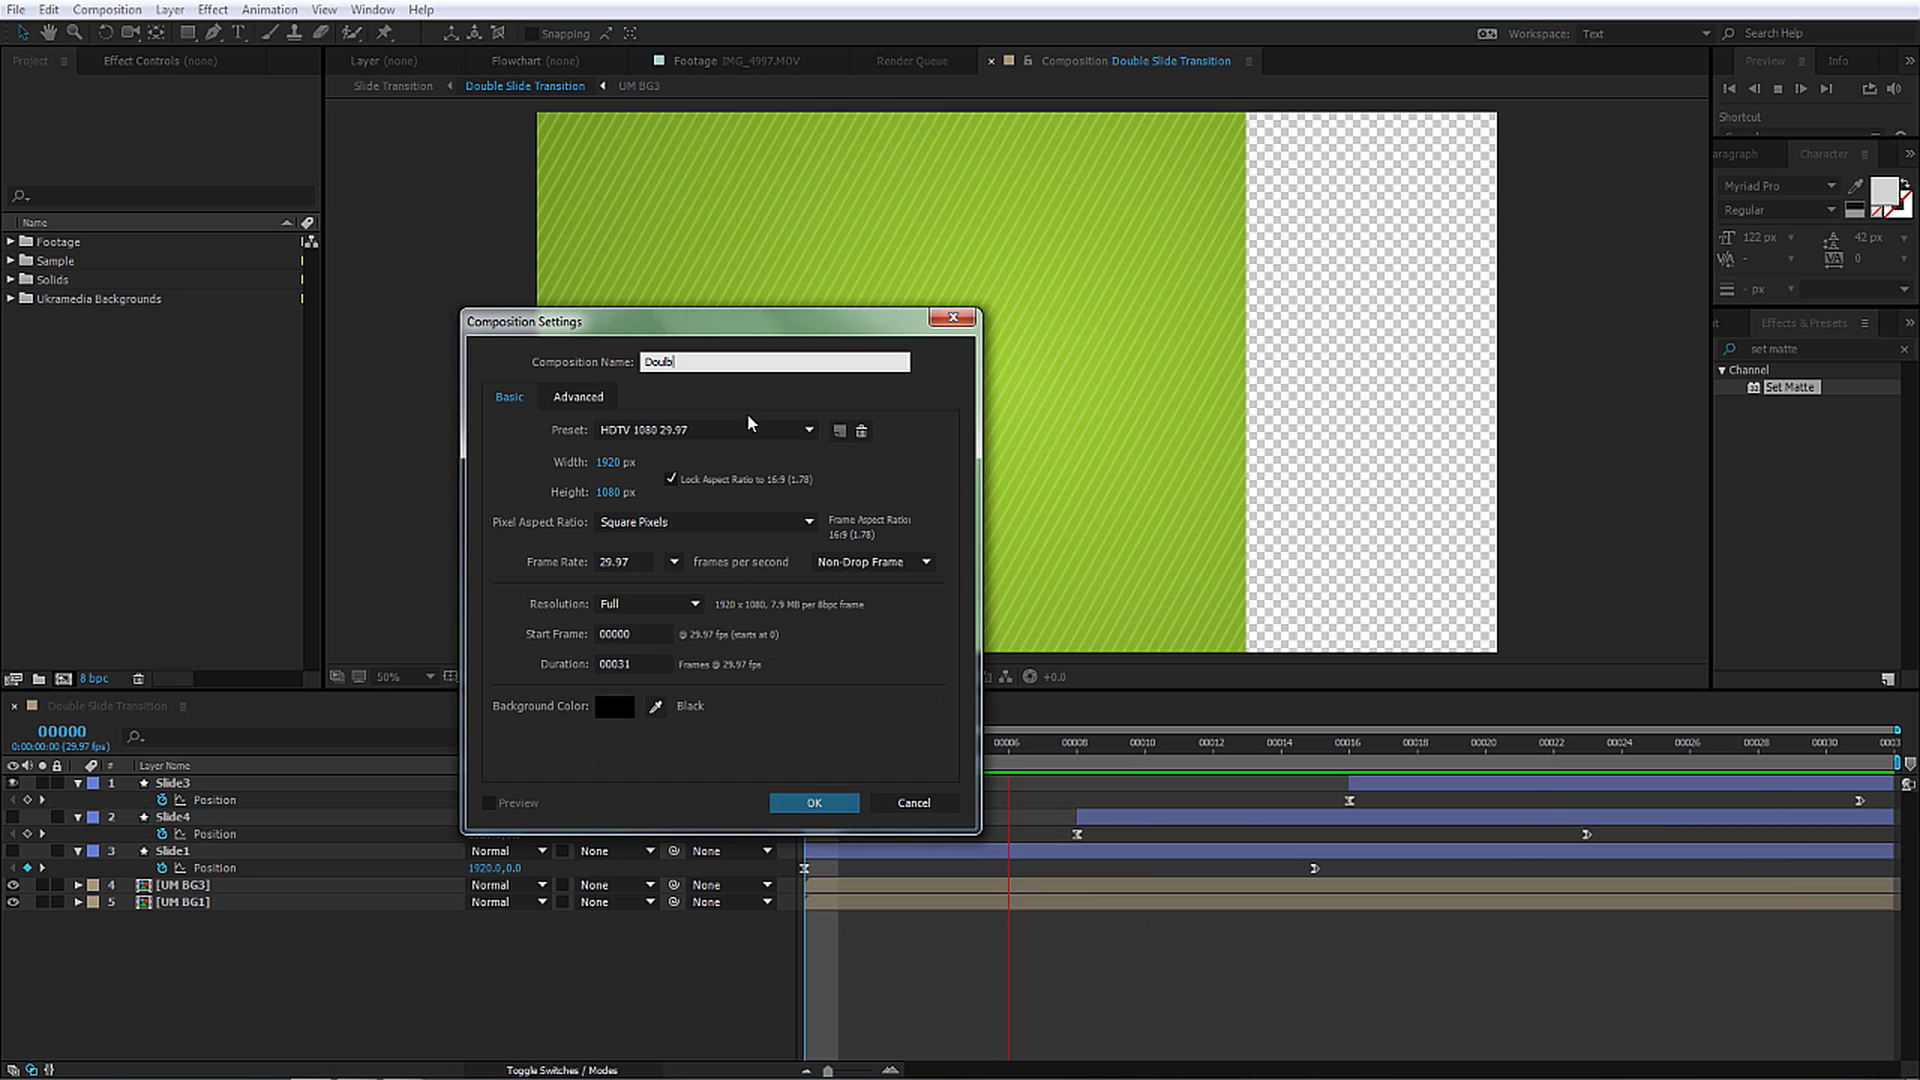 File Edit Composition Layer Effect Animation View Window Help
Snapping
Workspace: Text
Search Help
Project
Effect Controls (none)
Layer (none)
Flowchart (none)
Footage IMG_4997.MOV
Render Queue
Composition Double Slide Transition
Preview
Info
Slide Transition
Double Slide Transition
UM BG3
Shortcut
aragraph
Character
Myriad Pro
Regular
122 px
42 px
-
0
- px
Name
Footage
Sample
Solids
Ukramedia Backgrounds
Effects & Presets
set matte
Channel
Set Matte
Composition Settings
Composition Name: Doulb
Basic
Advanced
Preset: HDTV 1080 29.97
Width: 1920 px
Lock Aspect Ratio to 16:9 (1.78)
Height: 1080 px
Pixel Aspect Ratio: Square Pixels
Frame Aspect Ratio:
16:9 (1.78)
Frame Rate: 29.97 frames per second Non-Drop Frame
Resolution: Full 1920 x 1080, 7.9 MB per 8bpc frame
Start Frame: 00000 @ 29.97 fps (starts at 0)
Duration: 00031 Frames @ 29.97 fps
Background Color: Black
Preview
OK
Cancel
8 bpc
50%
+0.0
Double Slide Transition
00000
0:00:00:00 (29.97 fps)
00006 00008 00010 00012 00014 00016 00018 00020 00022 00024 00026 00028 00030 0003
# Layer Name
1 Slide3
Position
2 Slide4
Position
3 Slide1 Normal None None
Position 1920.0,0.0
4 [UM BG3] Normal None None
5 [UM BG1] Normal None None
Toggle Switches / Modes